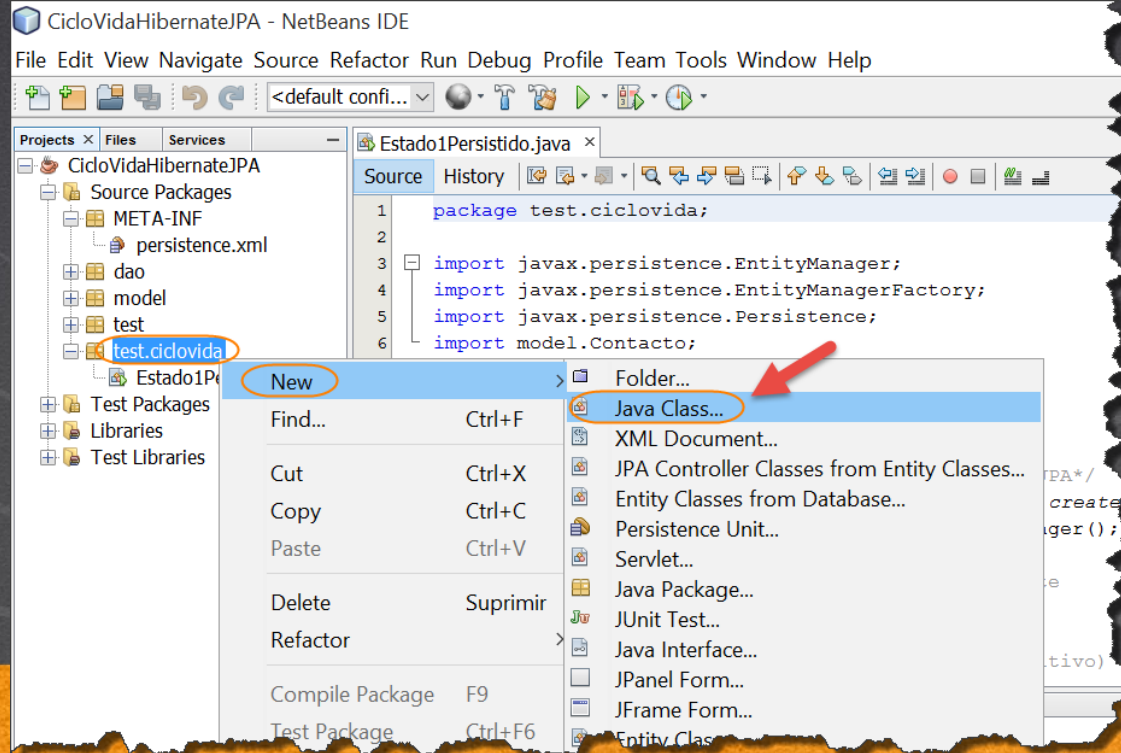 CicloVidaHibernateJPA - NetBeans IDE
File Edit View Navigate Source Refactor Run Debug Profile Team Tools Window Help
<default confi...
Projects Files Services
CicloVidaHibernateJPA
Source Packages
META-INF
persistence.xml
dao
model
test
test.ciclovida
Estado1Pe
Test Packages
Libraries
Test Libraries
Estado1Persistido.java
Source History
1 package test.ciclovida;
2
3 import javax.persistence.EntityManager;
4 import javax.persistence.EntityManagerFactory;
5 import javax.persistence.Persistence;
6 import model.Contacto;
JPA*/
create
ager();
te
tivo)
New
Find... Ctrl+F
Cut Ctrl+X
Copy Ctrl+C
Paste Ctrl+V
Delete Suprimir
Refactor
Compile Package F9
Test Package Ctrl+F6
Folder...
Java Class...
XML Document...
JPA Controller Classes from Entity Classes...
Entity Classes from Database...
Persistence Unit...
Servlet...
Java Package...
JUnit Test...
Java Interface...
JPanel Form...
JFrame Form...
Entity Class